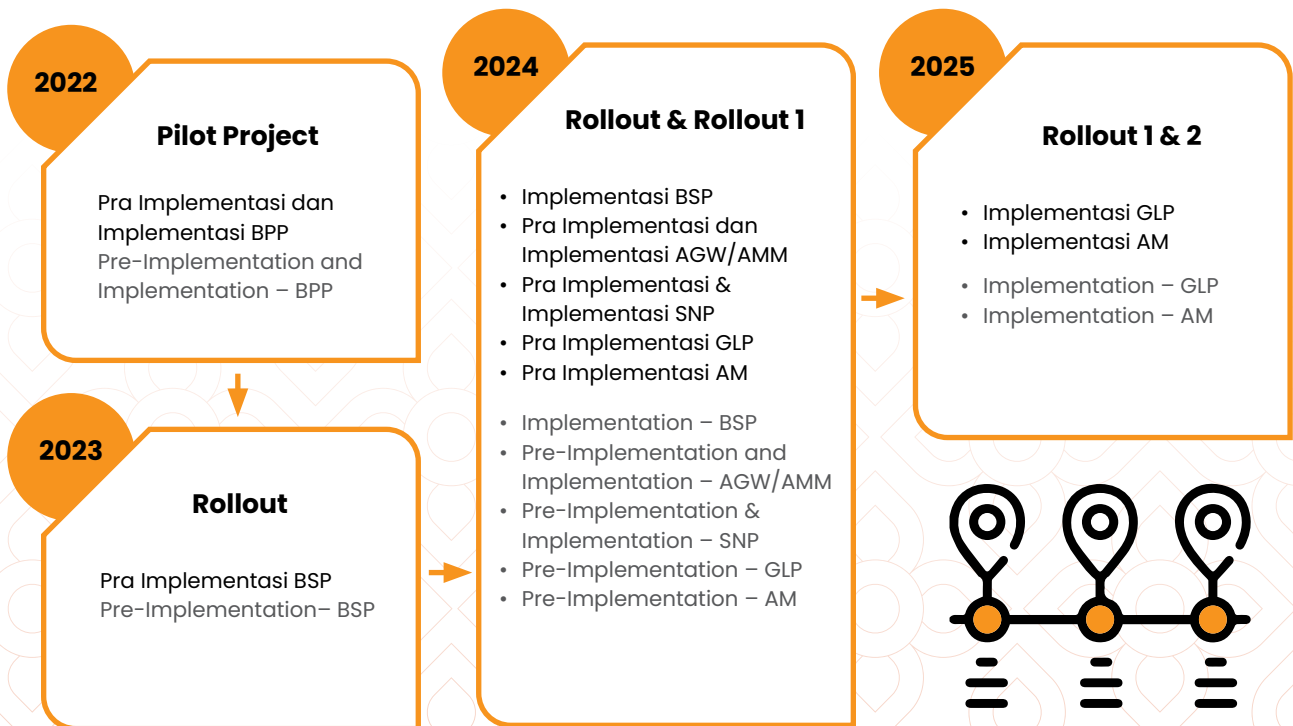 2022
Pilot Project
Pra Implementasi dan
Implementasi BPP
Pre-Implementation and
Implementation – BPP
2023
Rollout
Pra Implementasi BSP
Pre-Implementation– BSP
2024
Rollout & Rollout 1
• Implementasi BSP
• Pra Implementasi dan
Implementasi AGW/AMM
• Pra Implementasi &
Implementasi SNP
• Pra Implementasi GLP
• Pra Implementasi AM
• Implementation – BSP
• Pre-Implementation and
Implementation – AGW/AMM
• Pre-Implementation &
Implementation – SNP
• Pre-Implementation – GLP
• Pre-Implementation – AM
2025
Rollout 1 & 2
• Implementasi GLP
• Implementasi AM
• Implementation – GLP
• Implementation – AM